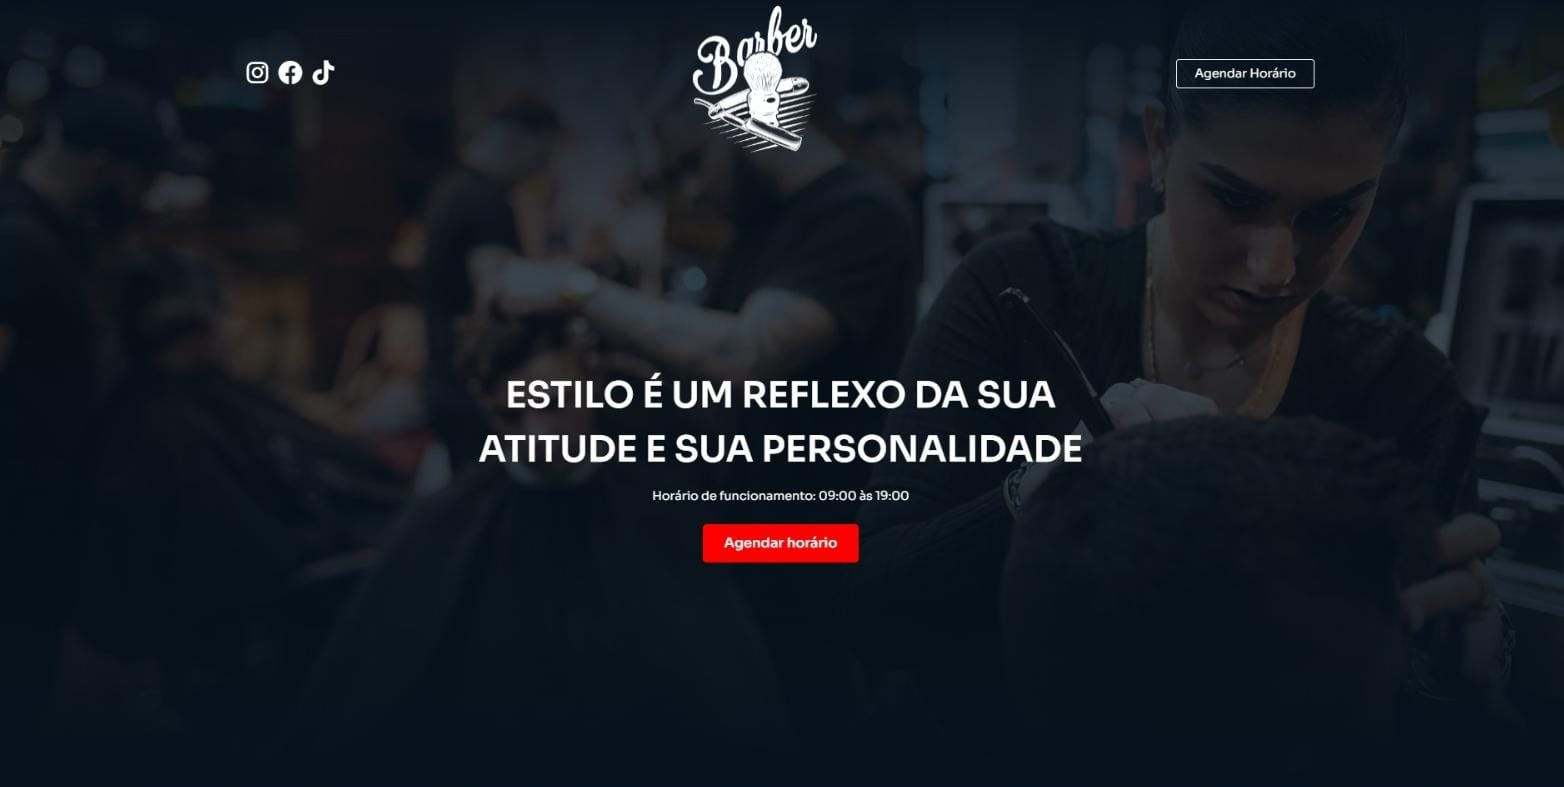 Barber
Agendar Horário
ESTILO É UM REFLEXO DA SUA
ATITUDE E SUA PERSONALIDADE
Horário de funcionamento: 09:00 às 19:00
Agendar horário